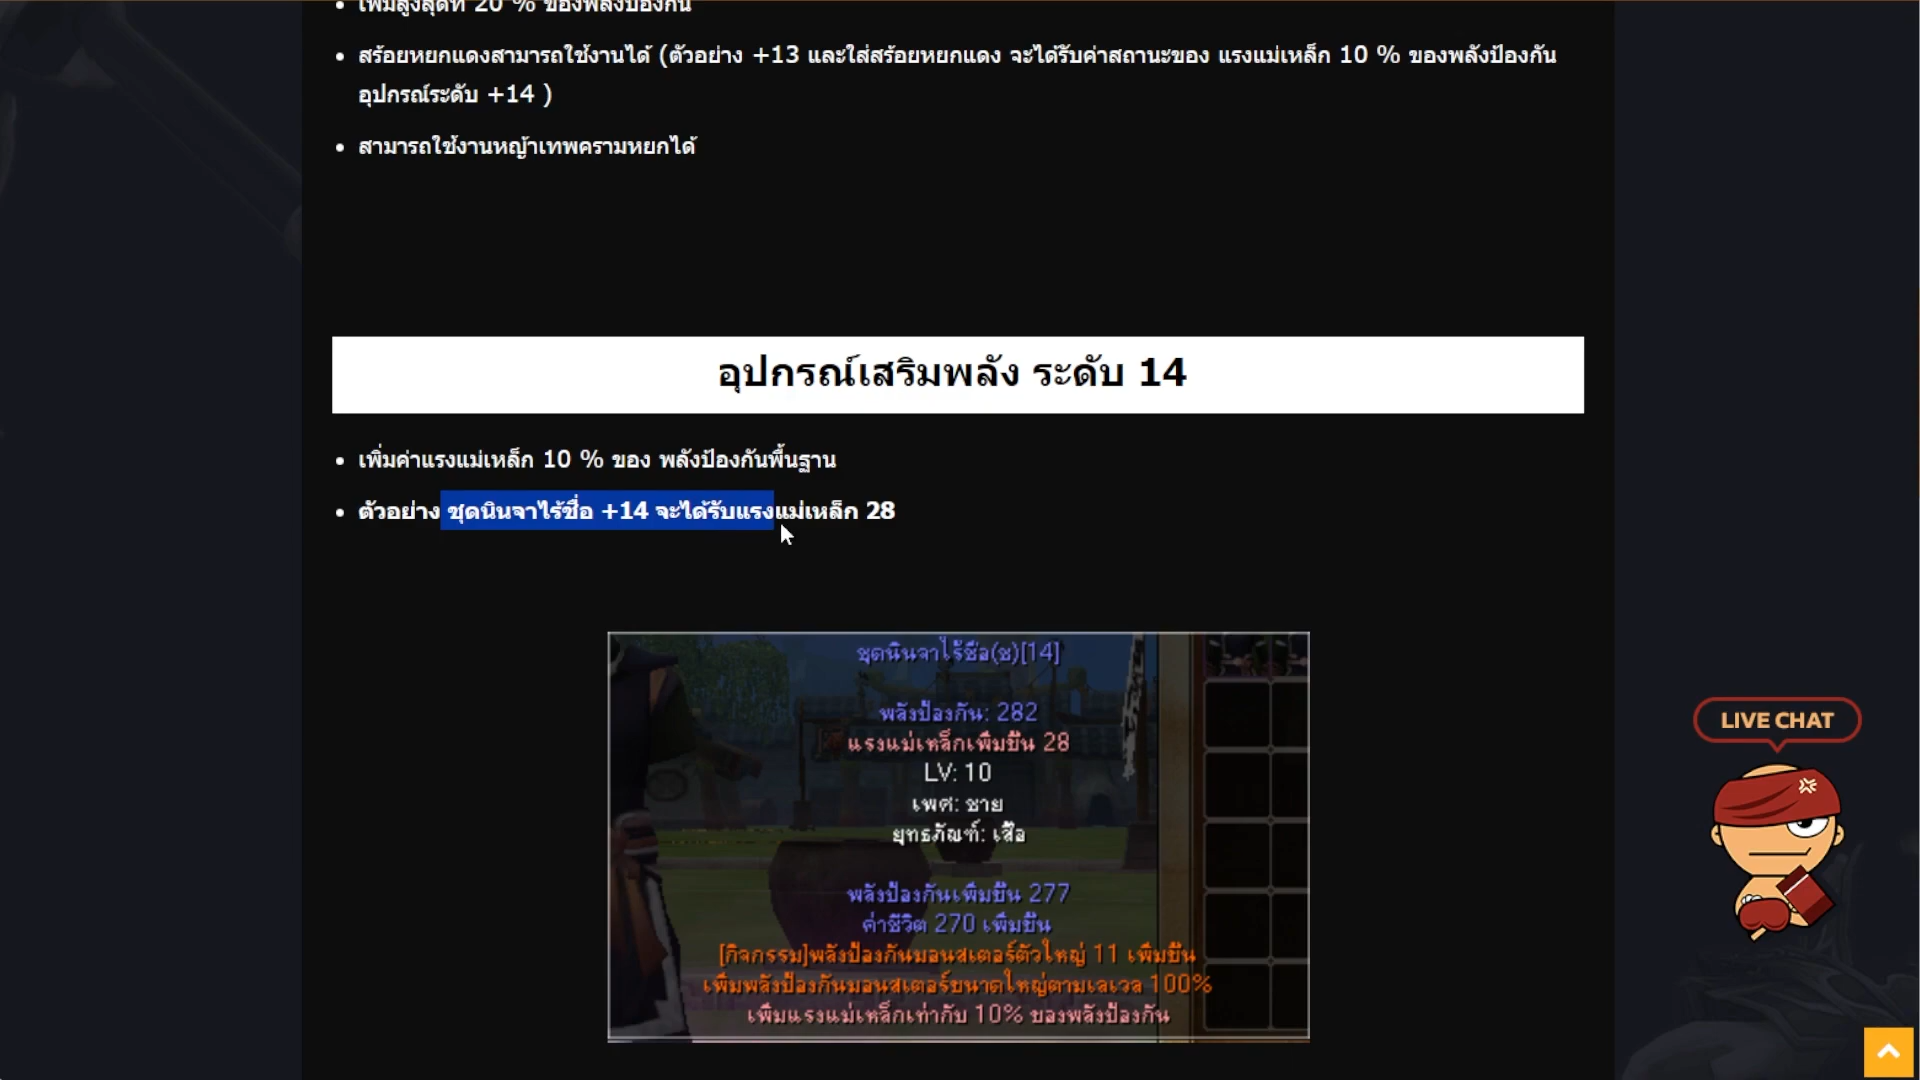 เพิ่มสูงสุดที่ 20 % ของพลังป้องกัน
สร้อยหยกแดงสามารถใช้งานได้ (ตัวอย่าง +13 และใส่สร้อยหยกแดง จะได้รับค่าสถานะของ แรงแม่เหล็ก 10 % ของพลังป้องกัน
อุปกรณ์ระดับ +14 )
สามารถใช้งานหญ้าเทพครามหยกได้
อุปกรณ์เสริมพลัง ระดับ 14
เพิ่มค่าแรงแม่เหล็ก 10 % ของ พลังป้องกันพื้นฐาน
ตัวอย่าง ชุดนินจาไร้ชื่อ +14 จะได้รับแรงแม่เหล็ก 28
ชุดนินจาไร้ชื่อ(ช)[14]
พลังป้องกัน: 282
แรงแม่เหล็กเพิ่มขึ้น 28
LV: 10
เพศ: ชาย
ยุทธภัณฑ์: เสื้อ
พลังป้องกันเพิ่มขึ้น 277
ค่าชีวิต 270 เพิ่มขึ้น
[กิจกรรม]พลังป้องกันมอนสเตอร์ตัวใหญ่ 11 เพิ่มขึ้น
เพิ่มพลังป้องกันมอนสเตอร์ขนาดใหญ่ตามเลเวล 100%
เพิ่มแรงแม่เหล็กเท่ากับ 10% ของพลังป้องกัน
LIVE CHAT